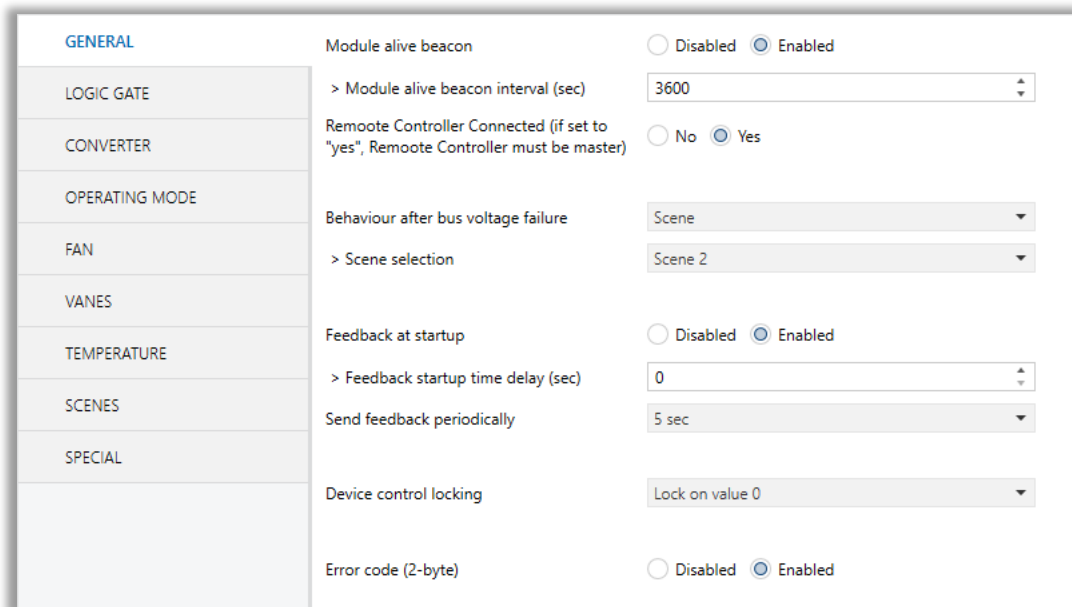 GENERAL
LOGIC GATE
CONVERTER
OPERATING MODE
FAN
VANES
TEMPERATURE
SCENES
SPECIAL
Module alive beacon Disabled Enabled
> Module alive beacon interval (sec) 3600
Remoote Controller Connected (if set to
"yes", Remoote Controller must be master) No Yes
Behaviour after bus voltage failure Scene
> Scene selection Scene 2
Feedback at startup Disabled Enabled
> Feedback startup time delay (sec) 0
Send feedback periodically 5 sec
Device control locking Lock on value 0
Error code (2-byte) Disabled Enabled